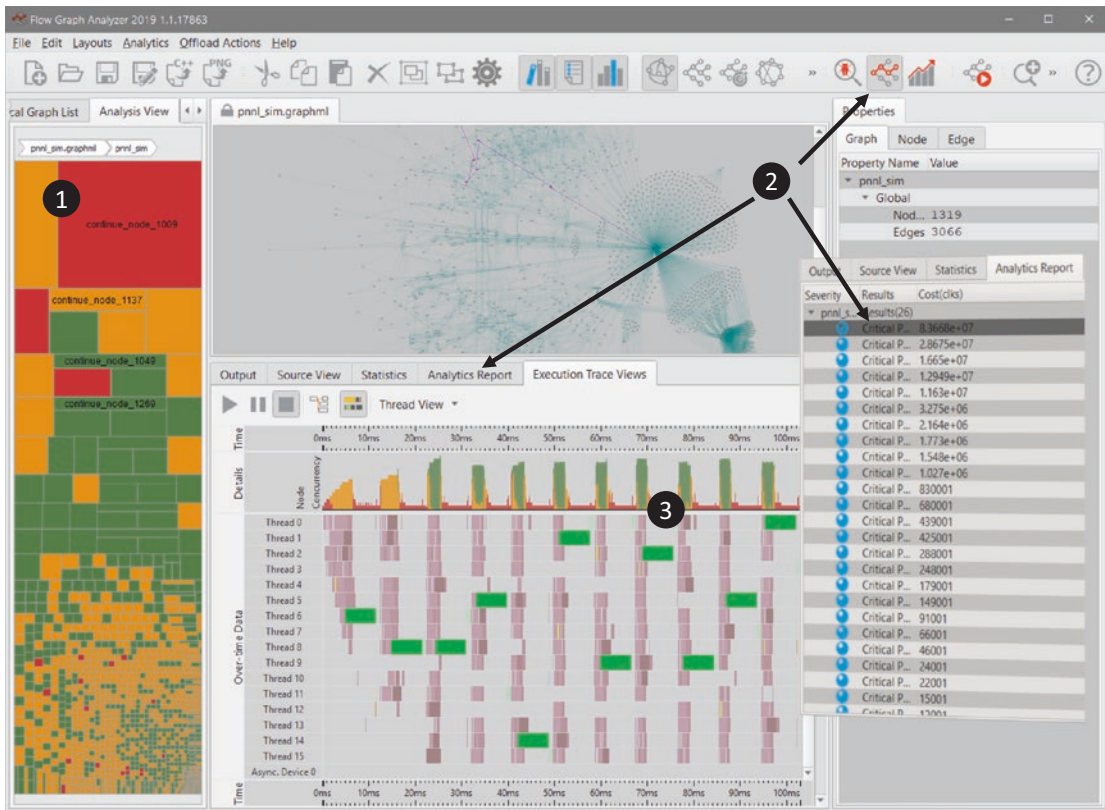 Flow Graph Analyzer 2019 1.1.17863
File Edit Layouts Analytics Offload Actions Help
C++ PNG
cal Graph List Analysis View
pnnl_sim.graphml pnnl_sim
1
continue_node_1009
continue_node_1137
continue_node_1049
continue_node_1269
pnnl_sim.graphml
2
Properties
Graph Node Edge
Property Name Value
pnnl_sim
Global
Nod... 1319
Edges 3066
Output Source View Statistics Analytics Report
Severity Results Cost(clks)
pnnl_s... Results(26)
Critical P... 8.3668e+07
Critical P... 2.8675e+07
Critical P... 1.665e+07
Critical P... 1.2949e+07
Critical P... 1.163e+07
Critical P... 3.275e+06
Critical P... 2.164e+06
Critical P... 1.773e+06
Critical P... 1.548e+06
Critical P... 1.027e+06
Critical P... 830001
Critical P... 680001
Critical P... 439001
Critical P... 425001
Critical P... 288001
Critical P... 248001
Critical P... 179001
Critical P... 149001
Critical P... 91001
Critical P... 66001
Critical P... 46001
Critical P... 24001
Critical P... 22001
Critical P... 15001
Critical P... 12001
Output Source View Statistics Analytics Report Execution Trace Views
Thread View
Time
0ms 10ms 20ms 30ms 40ms 50ms 60ms 70ms 80ms 90ms 100ms
Details
Node
Concurrency
3
Over-time Data
Thread 0
Thread 1
Thread 2
Thread 3
Thread 4
Thread 5
Thread 6
Thread 7
Thread 8
Thread 9
Thread 10
Thread 11
Thread 12
Thread 13
Thread 14
Thread 15
Async. Device 0
Time
0ms 10ms 20ms 30ms 40ms 50ms 60ms 70ms 80ms 90ms 100ms